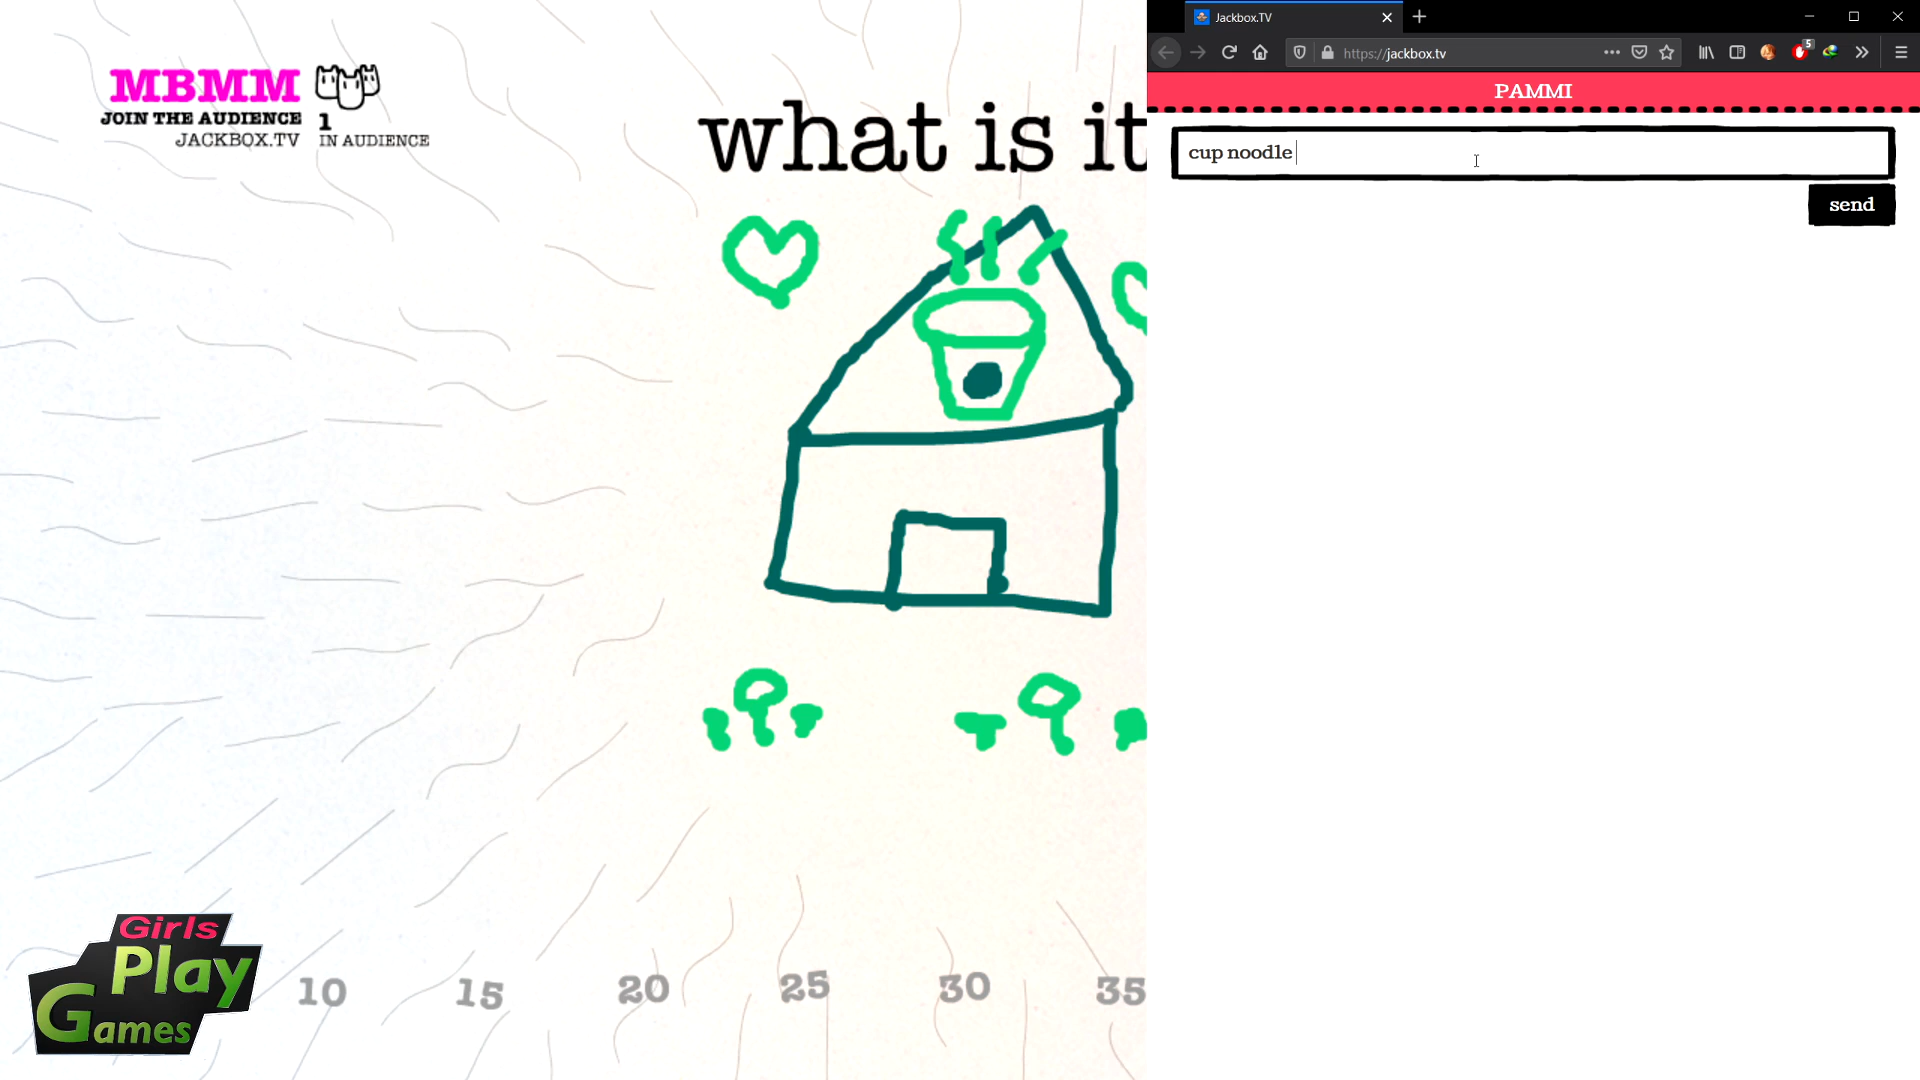 MBMM
JOIN THE AUDIENCE
JACKBOX.TV
1
IN AUDIENCE
what is it
10
15
20
25
30
35
Girls
Play
Games
Jackbox.TV
https://jackbox.tv
5
PAMMI
cup noodle
send